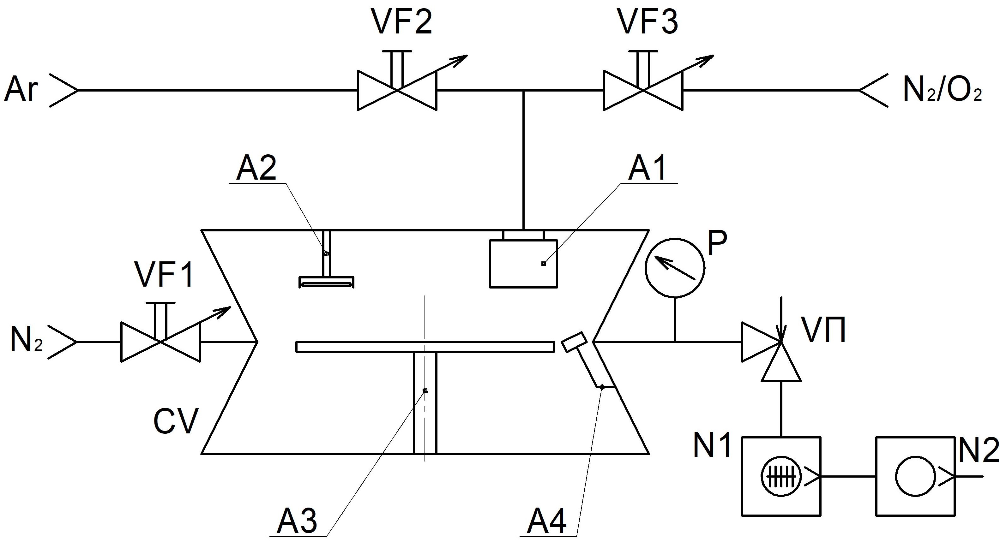 VF2
VF3
Ar
N₂/O₂
A2
A1
P
VF1
N₂
VП
CV
N1
N2
A3
A4